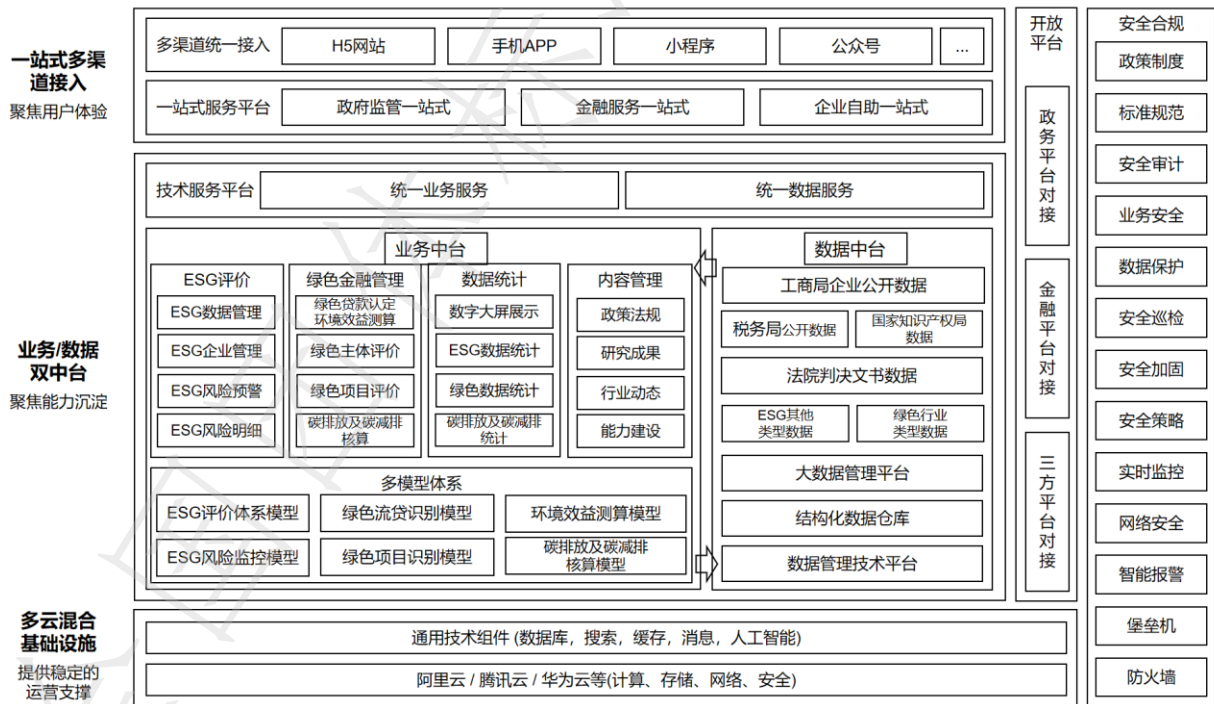 一站式多渠
道接入
聚焦用户体验
多渠道统一接入
H5网站
手机APP
小程序
公众号
...
一站式服务平台
政府监管一站式
金融服务一站式
企业自助一站式
业务/数据
双中台
聚焦能力沉淀
技术服务平台
统一业务服务
统一数据服务
业务中台
ESG评价
ESG数据管理
ESG企业管理
ESG风险预警
ESG风险明细
绿色金融管理
绿色贷款认定
环境效益测算
绿色主体评价
绿色项目评价
碳排放及碳减排
核算
数据统计
数字大屏展示
ESG数据统计
绿色数据统计
碳排放及碳减排
统计
内容管理
政策法规
研究成果
行业动态
能力建设
多模型体系
ESG评价体系模型
绿色流贷识别模型
环境效益测算模型
ESG风险监控模型
绿色项目识别模型
碳排放及碳减排
核算模型
数据中台
工商局企业公开数据
税务局公开数据
国家知识产权局
数据
法院判决文书数据
ESG其他
类型数据
绿色行业
类型数据
大数据管理平台
结构化数据仓库
数据管理技术平台
多云混合
基础设施
提供稳定的
运营支撑
通用技术组件 (数据库，搜索，缓存，消息，人工智能)
阿里云 / 腾讯云 / 华为云等(计算、存储、网络、安全)
开放
平台
政务平台对接
金融平台对接
三方平台对接
安全合规
政策制度
标准规范
安全审计
业务安全
数据保护
安全巡检
安全加固
安全策略
实时监控
网络安全
智能报警
堡垒机
防火墙